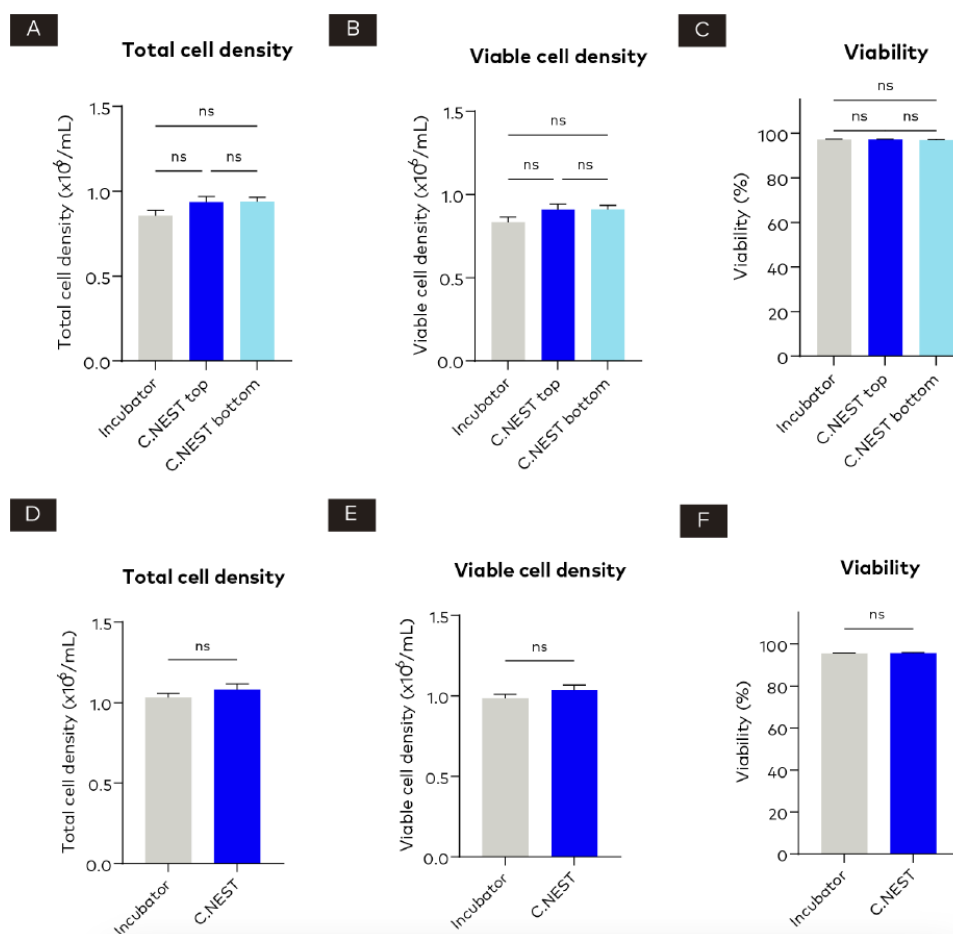 A
Total cell density
Total cell density (x10⁶/mL)
1.5
1.0
0.5
0.0
ns
ns
ns
Incubator
C.NEST top
C.NEST bottom
B
Viable cell density
Viable cell density (x10⁶/mL)
1.5
1.0
0.5
0.0
ns
ns
ns
Incubator
C.NEST top
C.NEST bottom
C
Viability
Viability (%)
100
80
60
40
20
0
ns
ns
ns
Incubator
C.NEST top
C.NEST bottom
D
Total cell density
Total cell density (x10⁶/mL)
1.5
1.0
0.5
0.0
ns
Incubator
C.NEST
E
Viable cell density
Viable cell density (x10⁶/mL)
1.5
1.0
0.5
0.0
ns
Incubator
C.NEST
F
Viability
Viability (%)
100
80
60
40
20
0
ns
Incubator
C.NEST